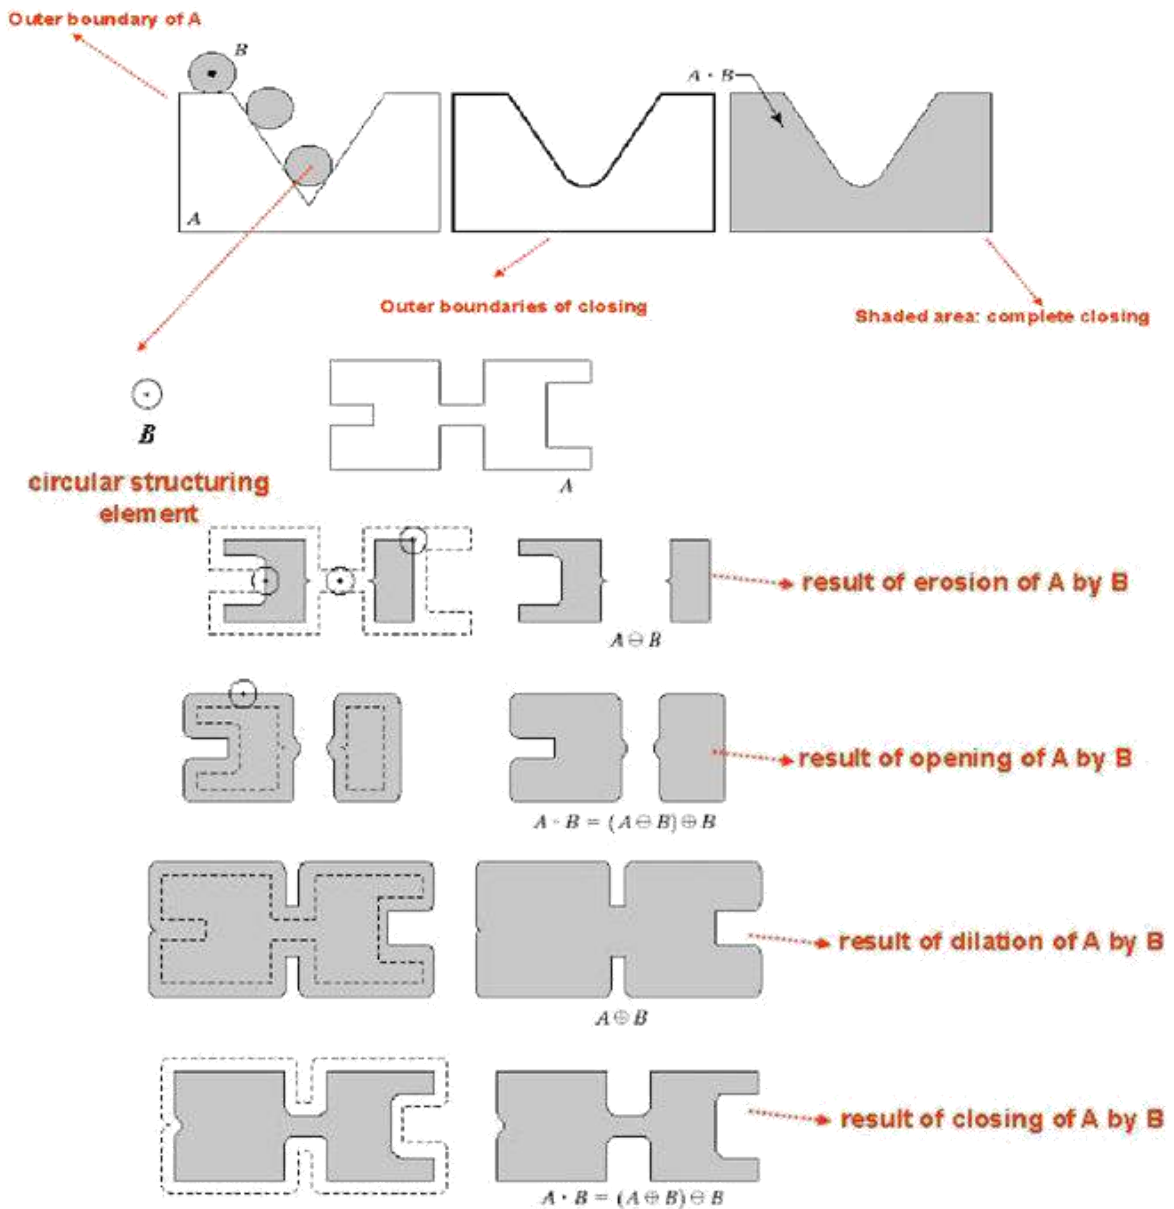 Outer boundary of A
B
A • B
A
Outer boundaries of closing
Shaded area: complete closing
B
A
circular structuring
element
result of erosion of A by B
A ⊖ B
result of opening of A by B
A ∘ B = (A ⊖ B) ⊕ B
result of dilation of A by B
A ⊕ B
result of closing of A by B
A • B = (A ⊕ B) ⊖ B